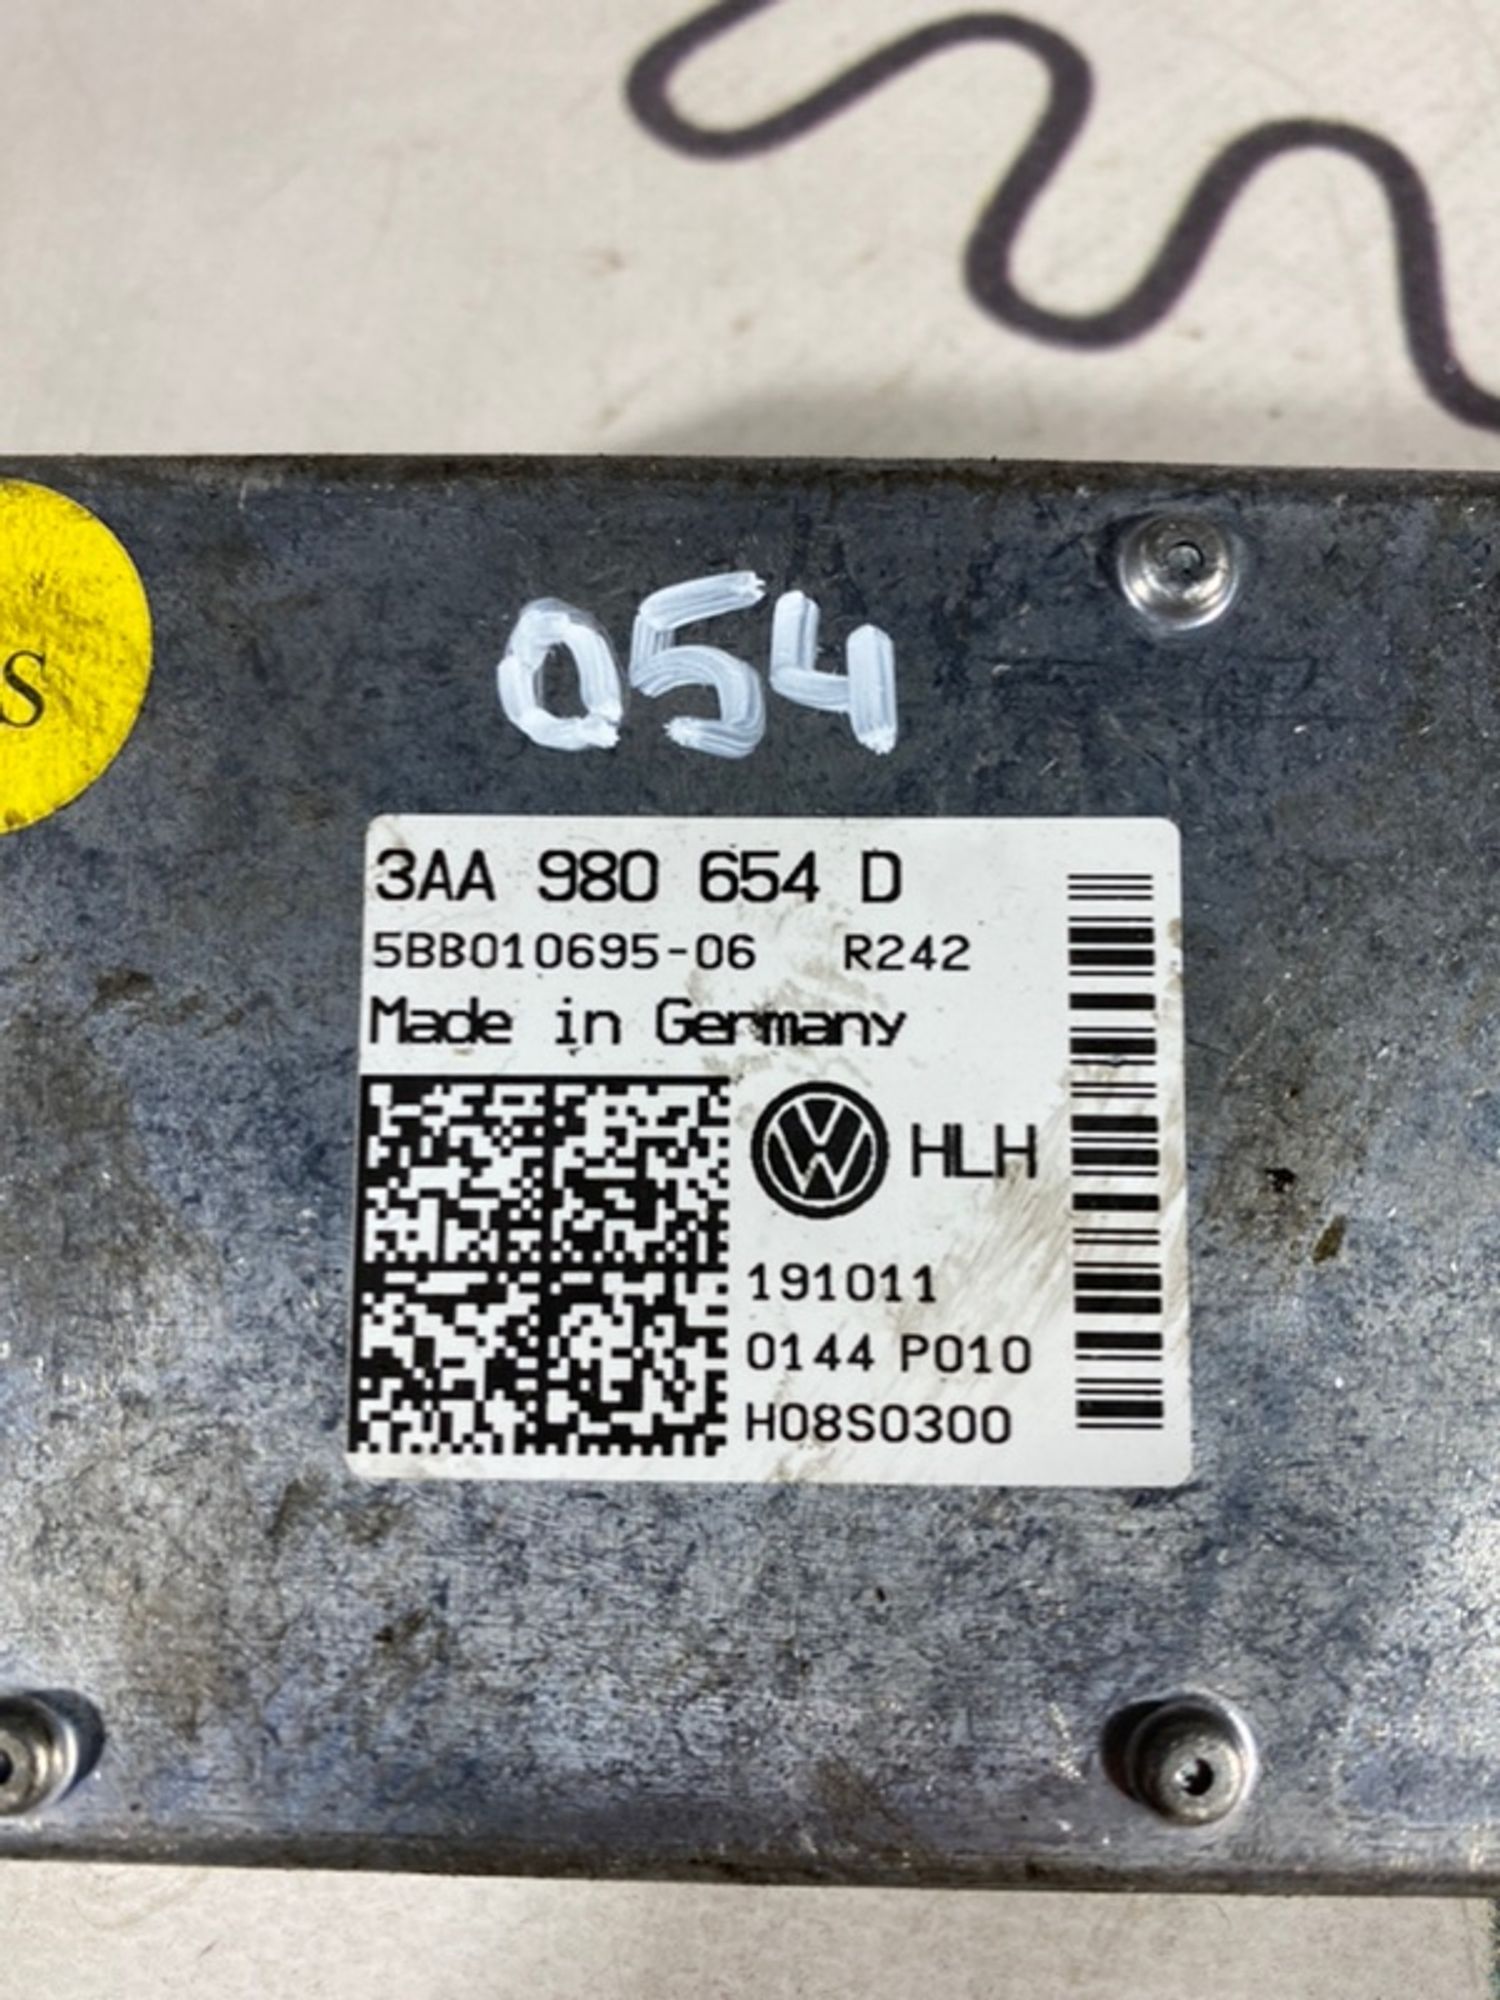 054
S
3AA 980 654 D
5BB010695-06 R242
Made in Germany
HLH
191011
0144 P010
H08S0300